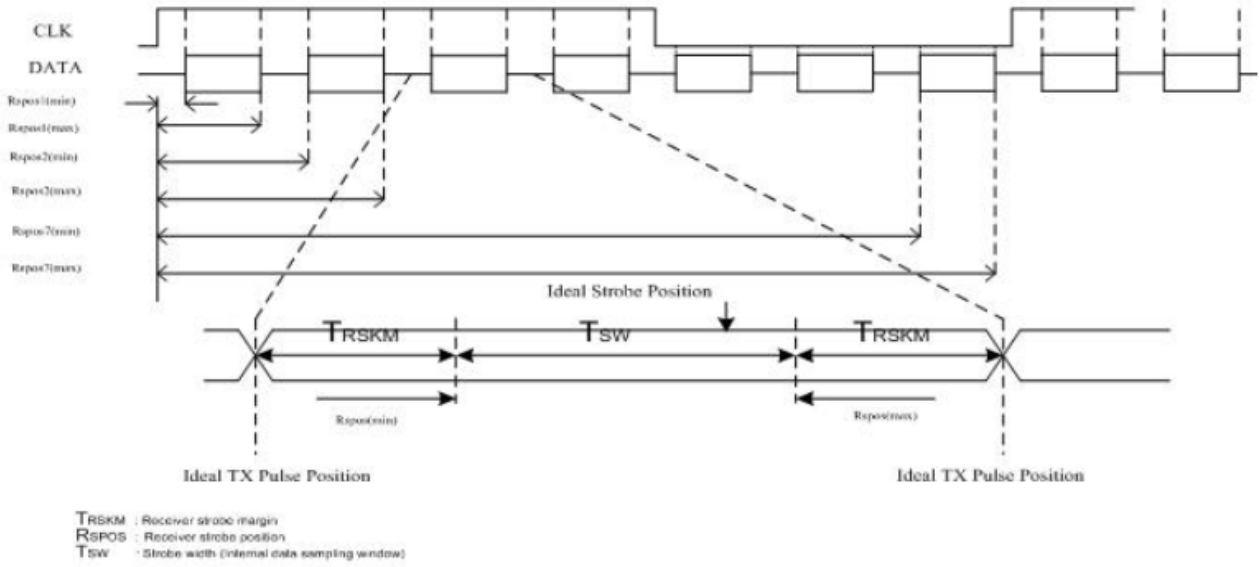 CLK
DATA
Rspos1(min)
Rspos1(max)
Rspos2(min)
Rspos2(max)
Rspos7(min)
Rspos7(max)
Ideal Strobe Position
TRSKM
TSW
TRSKM
Rspos(min)
Rspos(max)
Ideal TX Pulse Position
Ideal TX Pulse Position
TRSKM : Receiver strobe margin
RSPOS : Receiver strobe position
TSW : Strobe width (Internal data sampling window)